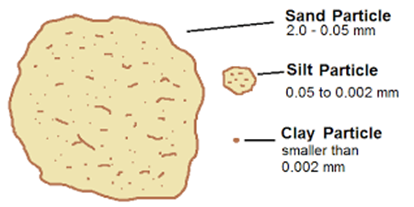 Sand Particle
2.0 - 0.05 mm
Silt Particle
0.05 to 0.002 mm
Clay Particle
smaller than
0.002 mm